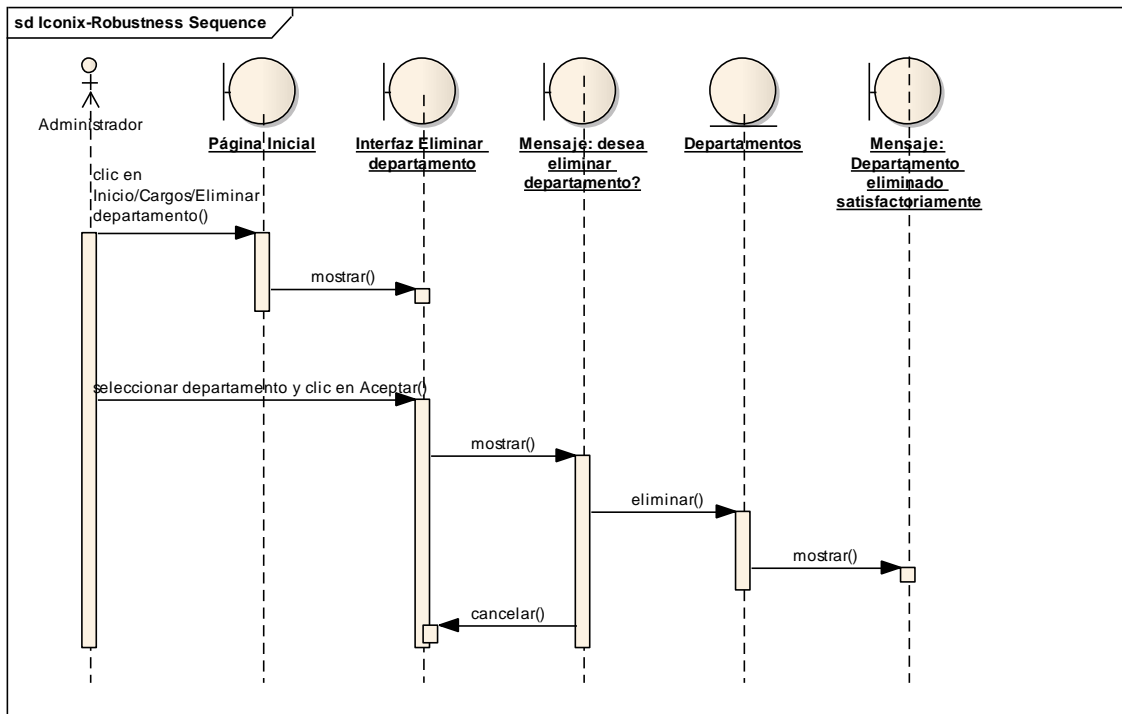 sd Iconix-Robustness Sequence
Administrador
Página Inicial
Interfaz Eliminar
departamento
Mensaje: desea
eliminar
departamento?
Departamentos
Mensaje:
Departamento
eliminado
satisfactoriamente
clic en
Inicio/Cargos/Eliminar
departamento()
mostrar()
seleccionar departamento y clic en Aceptar()
mostrar()
eliminar()
mostrar()
cancelar()